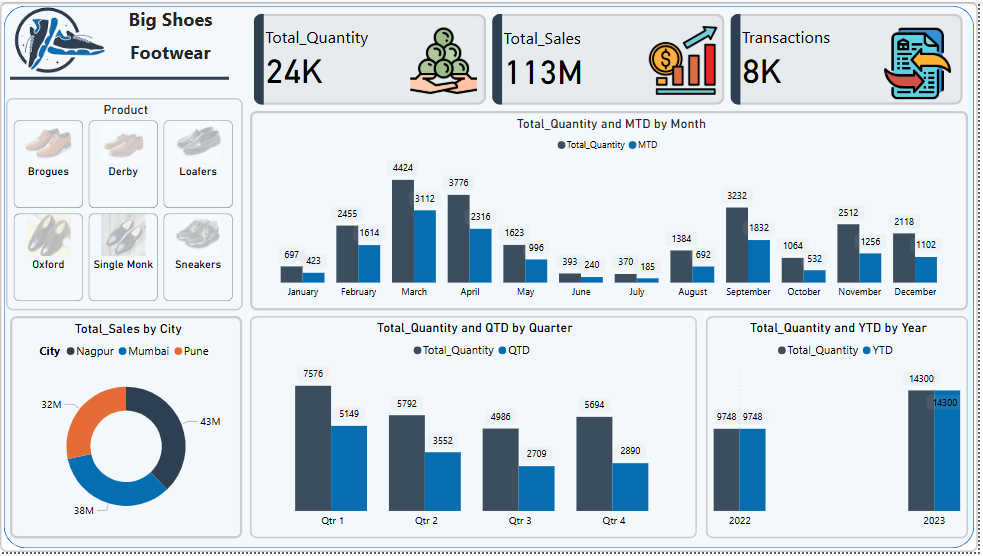 Big Shoes
Footwear
Total_Quantity
24K
Total_Sales
113M
Transactions
8K
Product
Brogues
Derby
Loafers
Oxford
Single Monk
Sneakers
Total_Quantity and MTD by Month
Total_Quantity MTD
697 423
2455 1614
4424 3112
3776 2316
1623 996
393 240
370 185
1384 692
3232 1832
1064 532
2512 1256
2118 1102
January February March April May June July August September October November December
Total_Sales by City
City Nagpur Mumbai Pune
32M
43M
38M
Total_Quantity and QTD by Quarter
Total_Quantity QTD
7576 5149
5792 3552
4986 2709
5694 2890
Qtr 1 Qtr 2 Qtr 3 Qtr 4
Total_Quantity and YTD by Year
Total_Quantity YTD
9748 9748
14300
14300
2022 2023